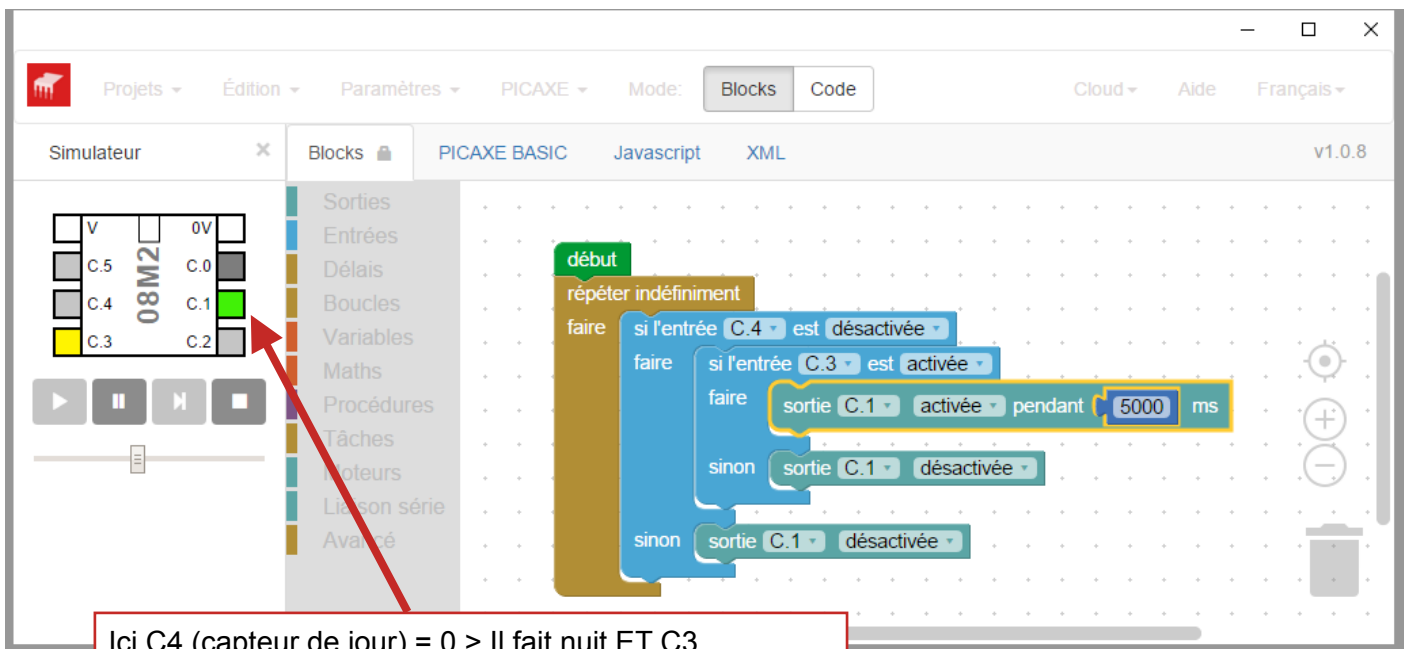 Projets Édition Paramètres PICAXE Mode: Blocks Code Cloud Aide Français
Simulateur × Blocks PICAXE BASIC Javascript XML v1.0.8
V 0V
C.5 C.0
C.4 C.1
C.3 C.2
08M2
Sorties
Entrées
Délais
Boucles
Variables
Maths
Procédures
Tâches
Moteurs
Liaison série
Avancé
début
répéter indéfiniment
faire si l'entrée C.4 est désactivée
faire si l'entrée C.3 est activée
faire sortie C.1 activée pendant 5000 ms
sinon sortie C.1 désactivée
sinon sortie C.1 désactivée
Ici C4 (capteur de jour) = 0 > Il fait nuit ET C3